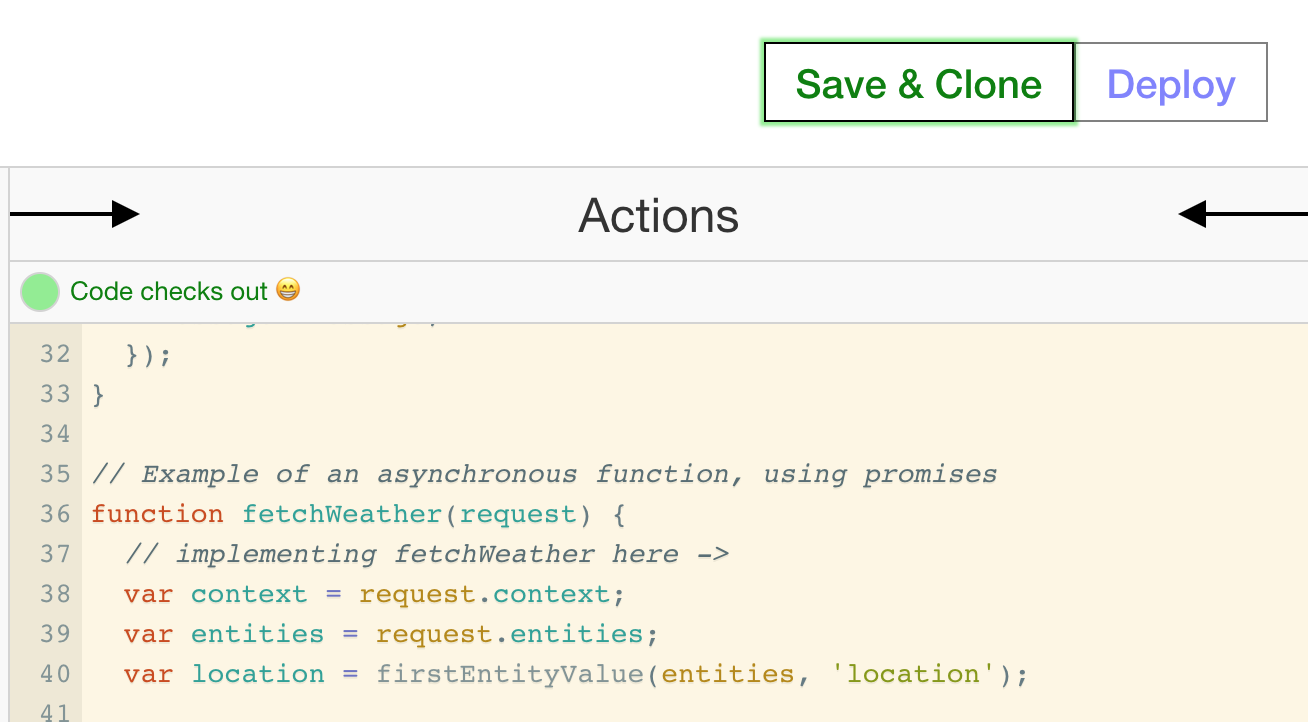 Save & Clone Deploy
Actions
Code checks out 😁
32   });
33 }
34
35 // Example of an asynchronous function, using promises
36 function fetchWeather(request) {
37   // implementing fetchWeather here ->
38   var context = request.context;
39   var entities = request.entities;
40   var location = firstEntityValue(entities, 'location');
41